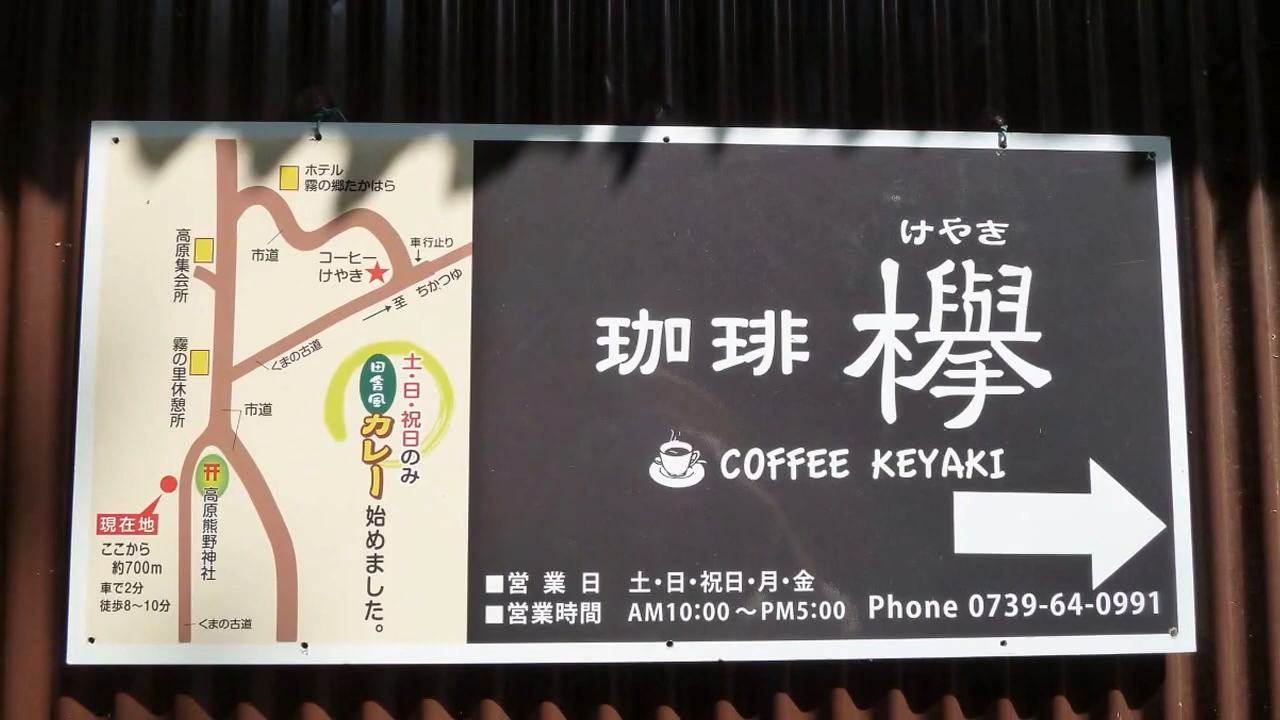 ホテル
霧の郷たかはら
高原集会所
市道
コーヒー
けやき
車行止り
至 ちかつゆ
くまの古道
霧の里休憩所
市道
土・日・祝日のみ
田舎風
カレー
始めました。
高原熊野神社
現在地
ここから
約700m
車で2分
徒歩8〜10分
くまの古道
けやき
珈琲 欅
COFFEE KEYAKI
■営業日 土・日・祝日・月・金
■営業時間 AM10:00〜PM5:00
Phone 0739-64-0991